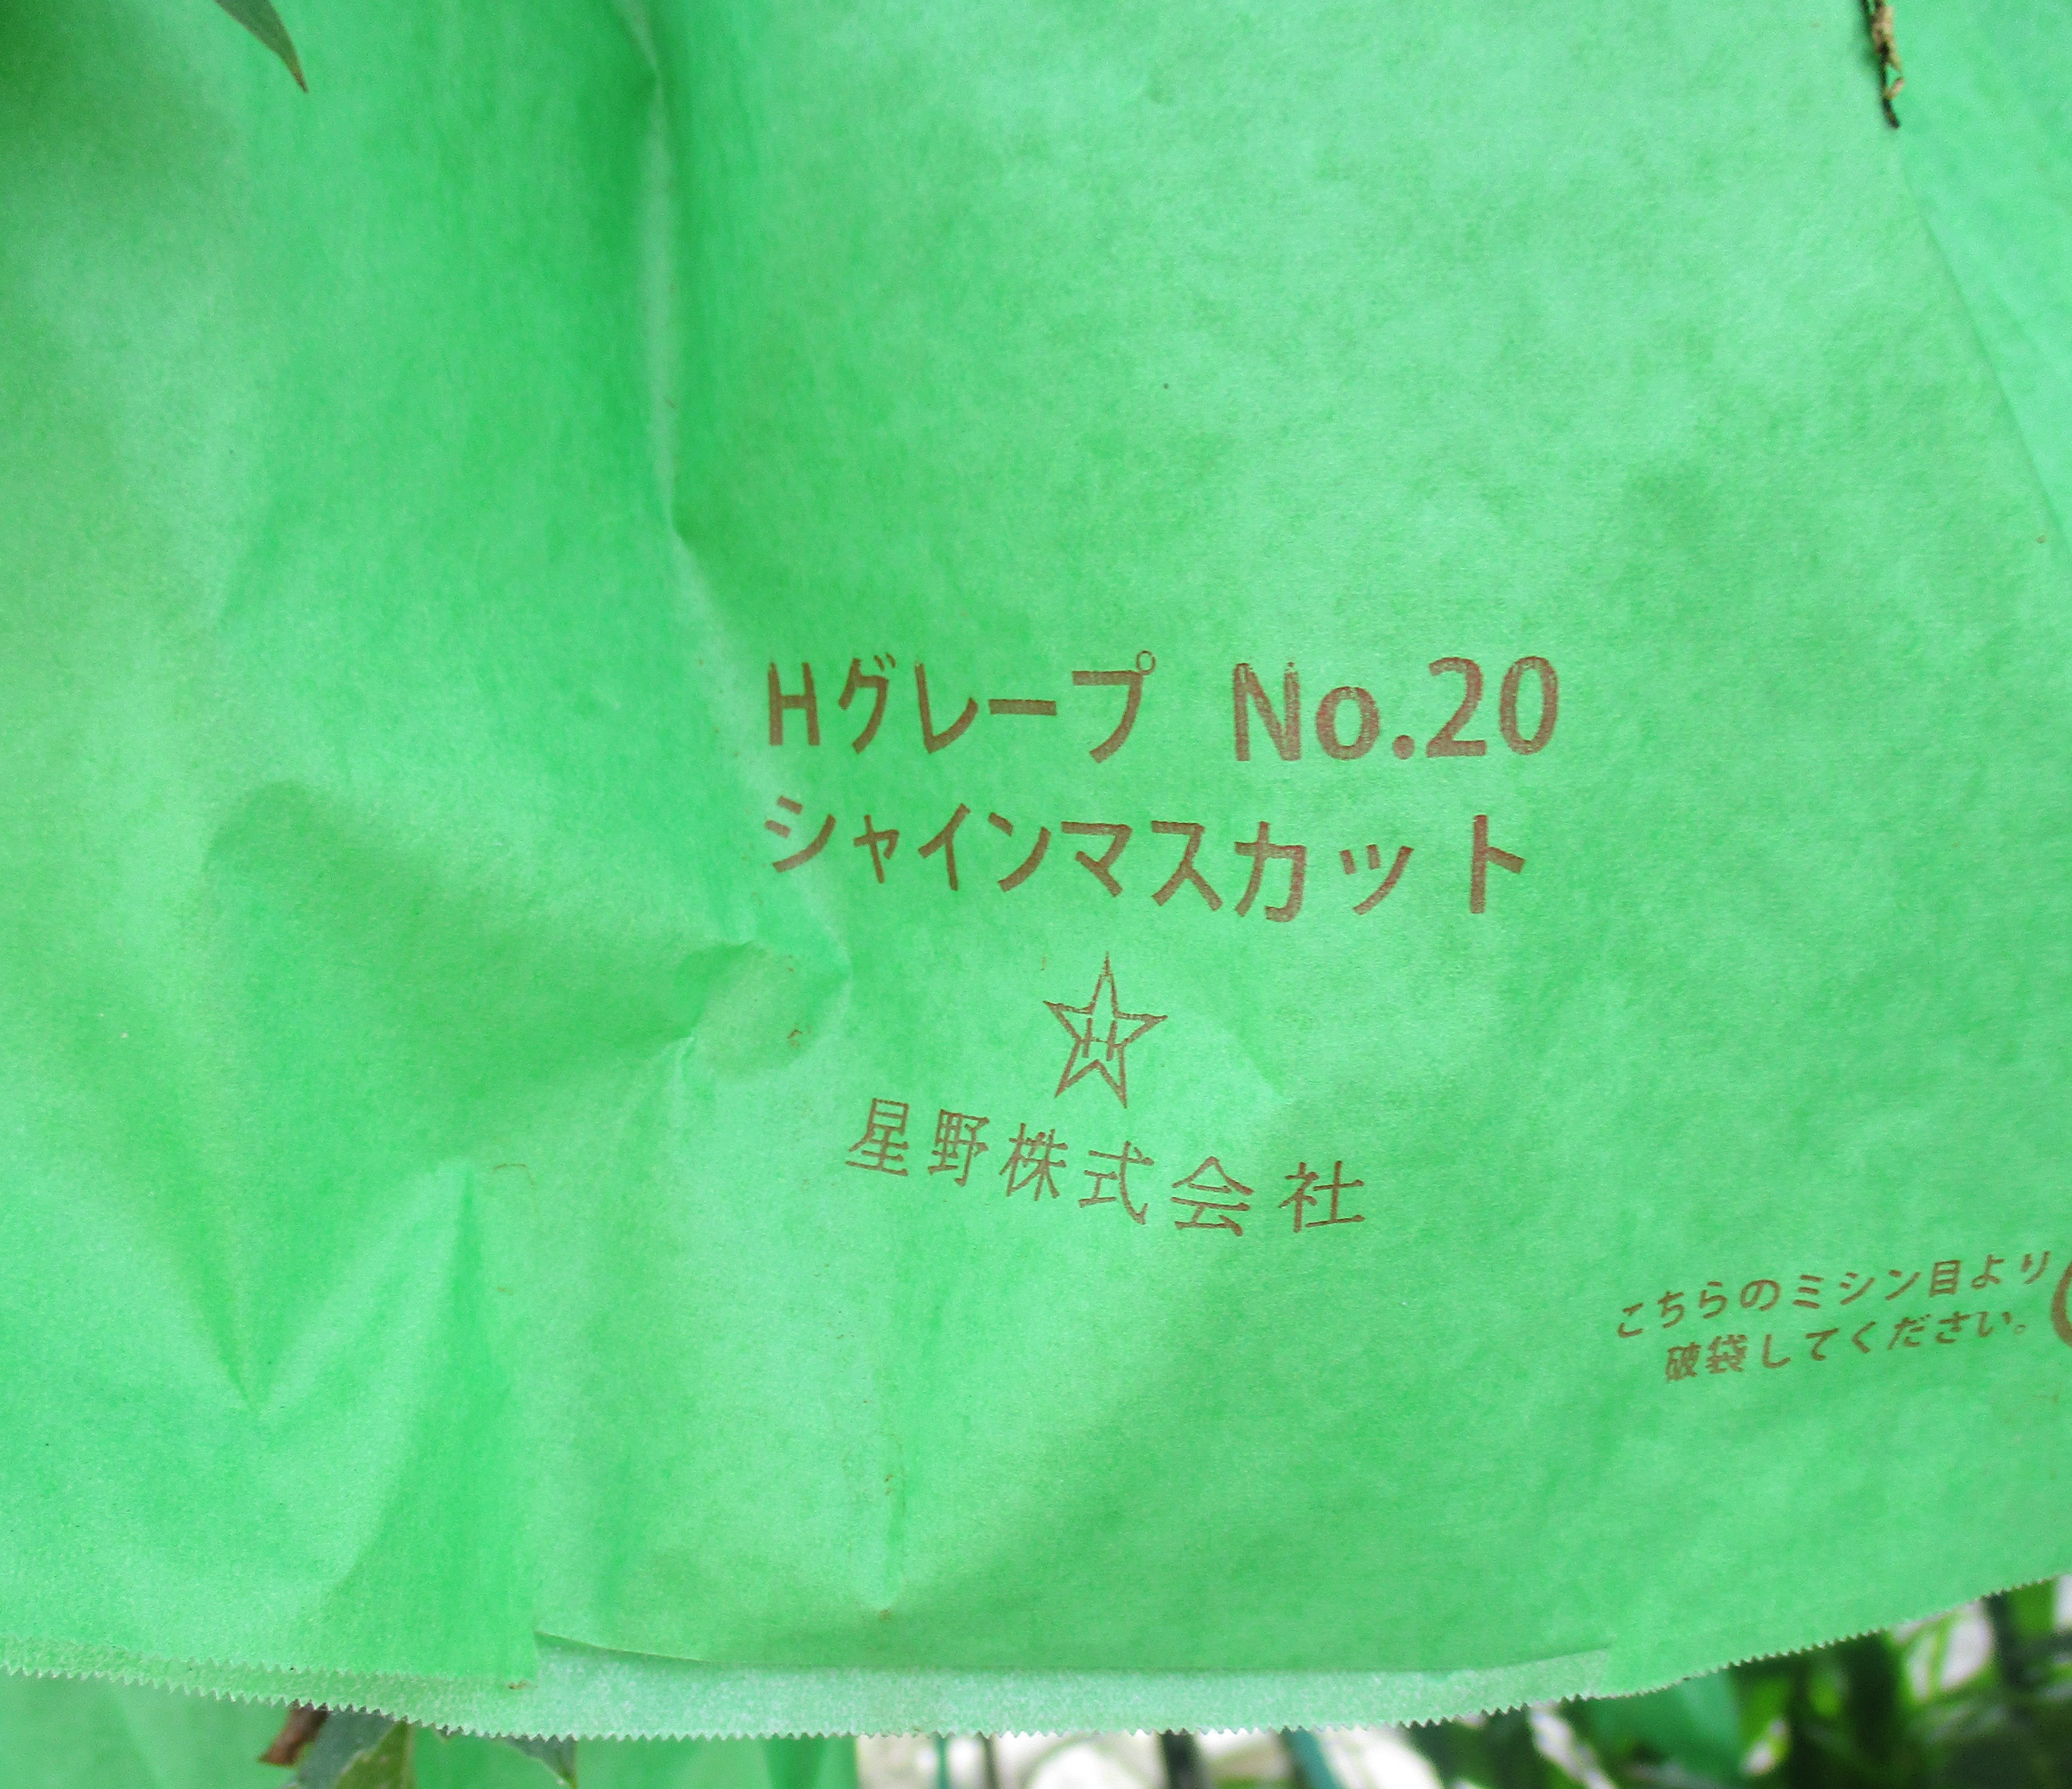 Hグレープ No.20
シャインマスカット
H
星野株式会社
こちらのミシン目より
破袋してください。